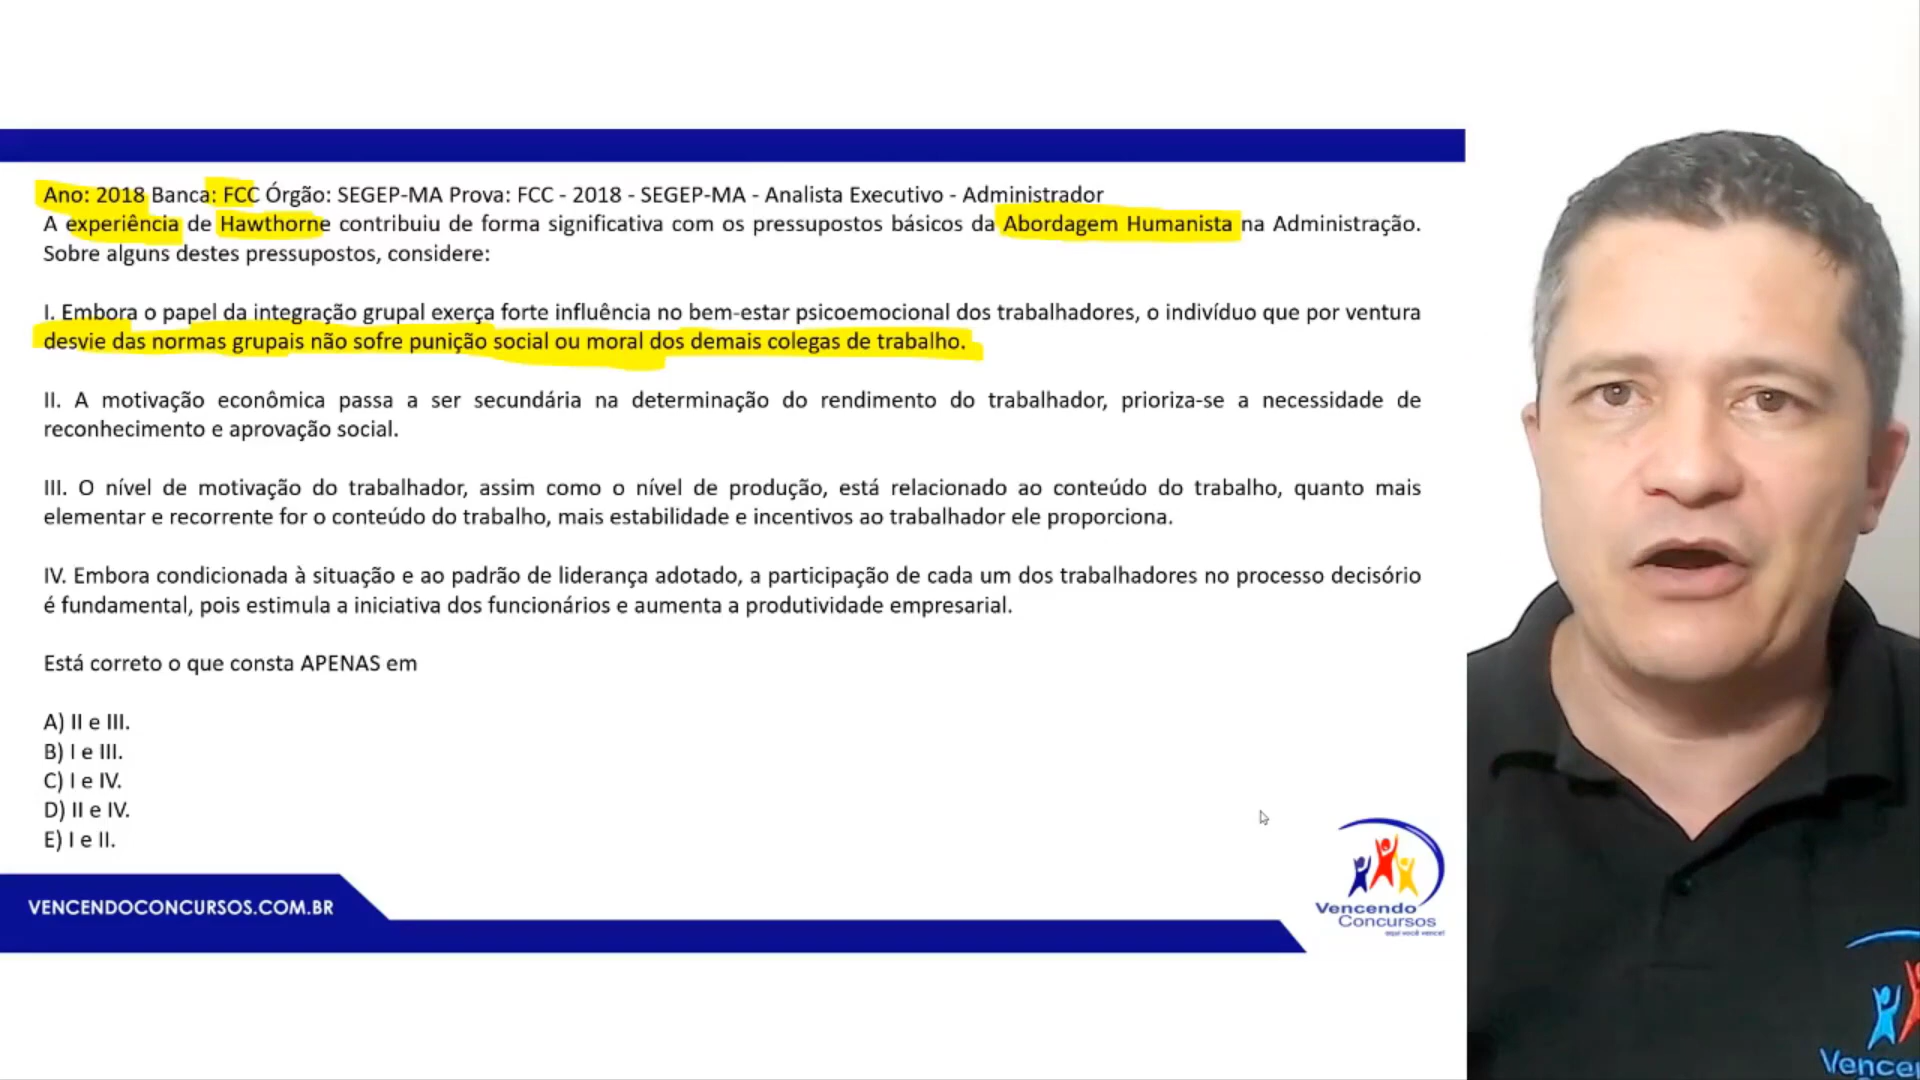 Ano: 2018 Banca: FCC Órgão: SEGEP-MA Prova: FCC - 2018 - SEGEP-MA - Analista Executivo - Administrador
A experiência de Hawthorne contribuiu de forma significativa com os pressupostos básicos da Abordagem Humanista na Administração.
Sobre alguns destes pressupostos, considere:
I. Embora o papel da integração grupal exerça forte influência no bem-estar psicoemocional dos trabalhadores, o indivíduo que por ventura
desvie das normas grupais não sofre punição social ou moral dos demais colegas de trabalho.
II. A motivação econômica passa a ser secundária na determinação do rendimento do trabalhador, prioriza-se a necessidade de
reconhecimento e aprovação social.
III. O nível de motivação do trabalhador, assim como o nível de produção, está relacionado ao conteúdo do trabalho, quanto mais
elementar e recorrente for o conteúdo do trabalho, mais estabilidade e incentivos ao trabalhador ele proporciona.
IV. Embora condicionada à situação e ao padrão de liderança adotado, a participação de cada um dos trabalhadores no processo decisório
é fundamental, pois estimula a iniciativa dos funcionários e aumenta a produtividade empresarial.
Está correto o que consta APENAS em
A) II e III.
B) I e III.
C) I e IV.
D) II e IV.
E) I e II.
VENCENDOCONCURSOS.COM.BR
Vencendo
Concursos
aqui você vence!
Vence